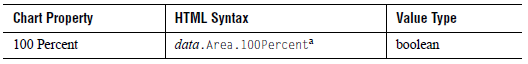 Chart Property HTML Syntax Value Type
100 Percent data.Area.100Percentª boolean